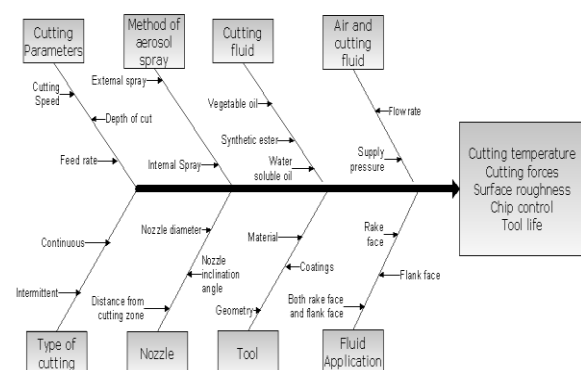 Cutting
Parameters
Method of
aerosol
spray
Cutting
fluid
Air and
cutting
fluid
Cutting
Speed
Depth of cut
Feed rate
External spray
Internal Spray
Vegetable oil
Synthetic ester
Water
soluble oil
Flow rate
Supply
pressure
Cutting temperature
Cutting forces
Surface roughness
Chip control
Tool life
Continuous
Intermittent
Nozzle diameter
Nozzle
inclination
angle
Distance from
cutting zone
Material
Coatings
Geometry
Rake
face
Flank face
Both rake face
and flank face
Type of
cutting
Nozzle
Tool
Fluid
Application